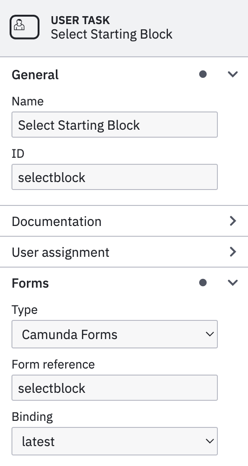 USER TASK
Select Starting Block
General
Name
Select Starting Block
ID
selectblock
Documentation
User assignment
Forms
Type
Camunda Forms
Form reference
selectblock
Binding
latest